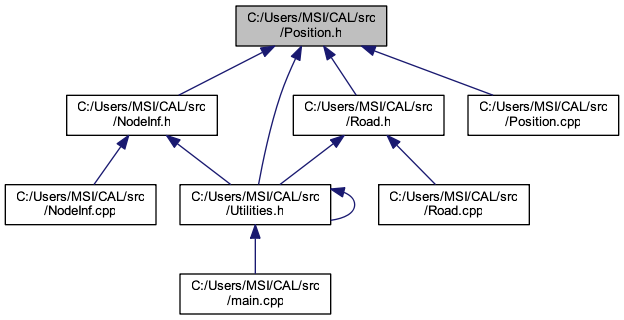 C:/Users/MSI/CAL/src
/Position.h
C:/Users/MSI/CAL/src
/NodeInf.h
C:/Users/MSI/CAL/src
/Road.h
C:/Users/MSI/CAL/src
/Position.cpp
C:/Users/MSI/CAL/src
/NodeInf.cpp
C:/Users/MSI/CAL/src
/Utilities.h
C:/Users/MSI/CAL/src
/Road.cpp
C:/Users/MSI/CAL/src
/main.cpp